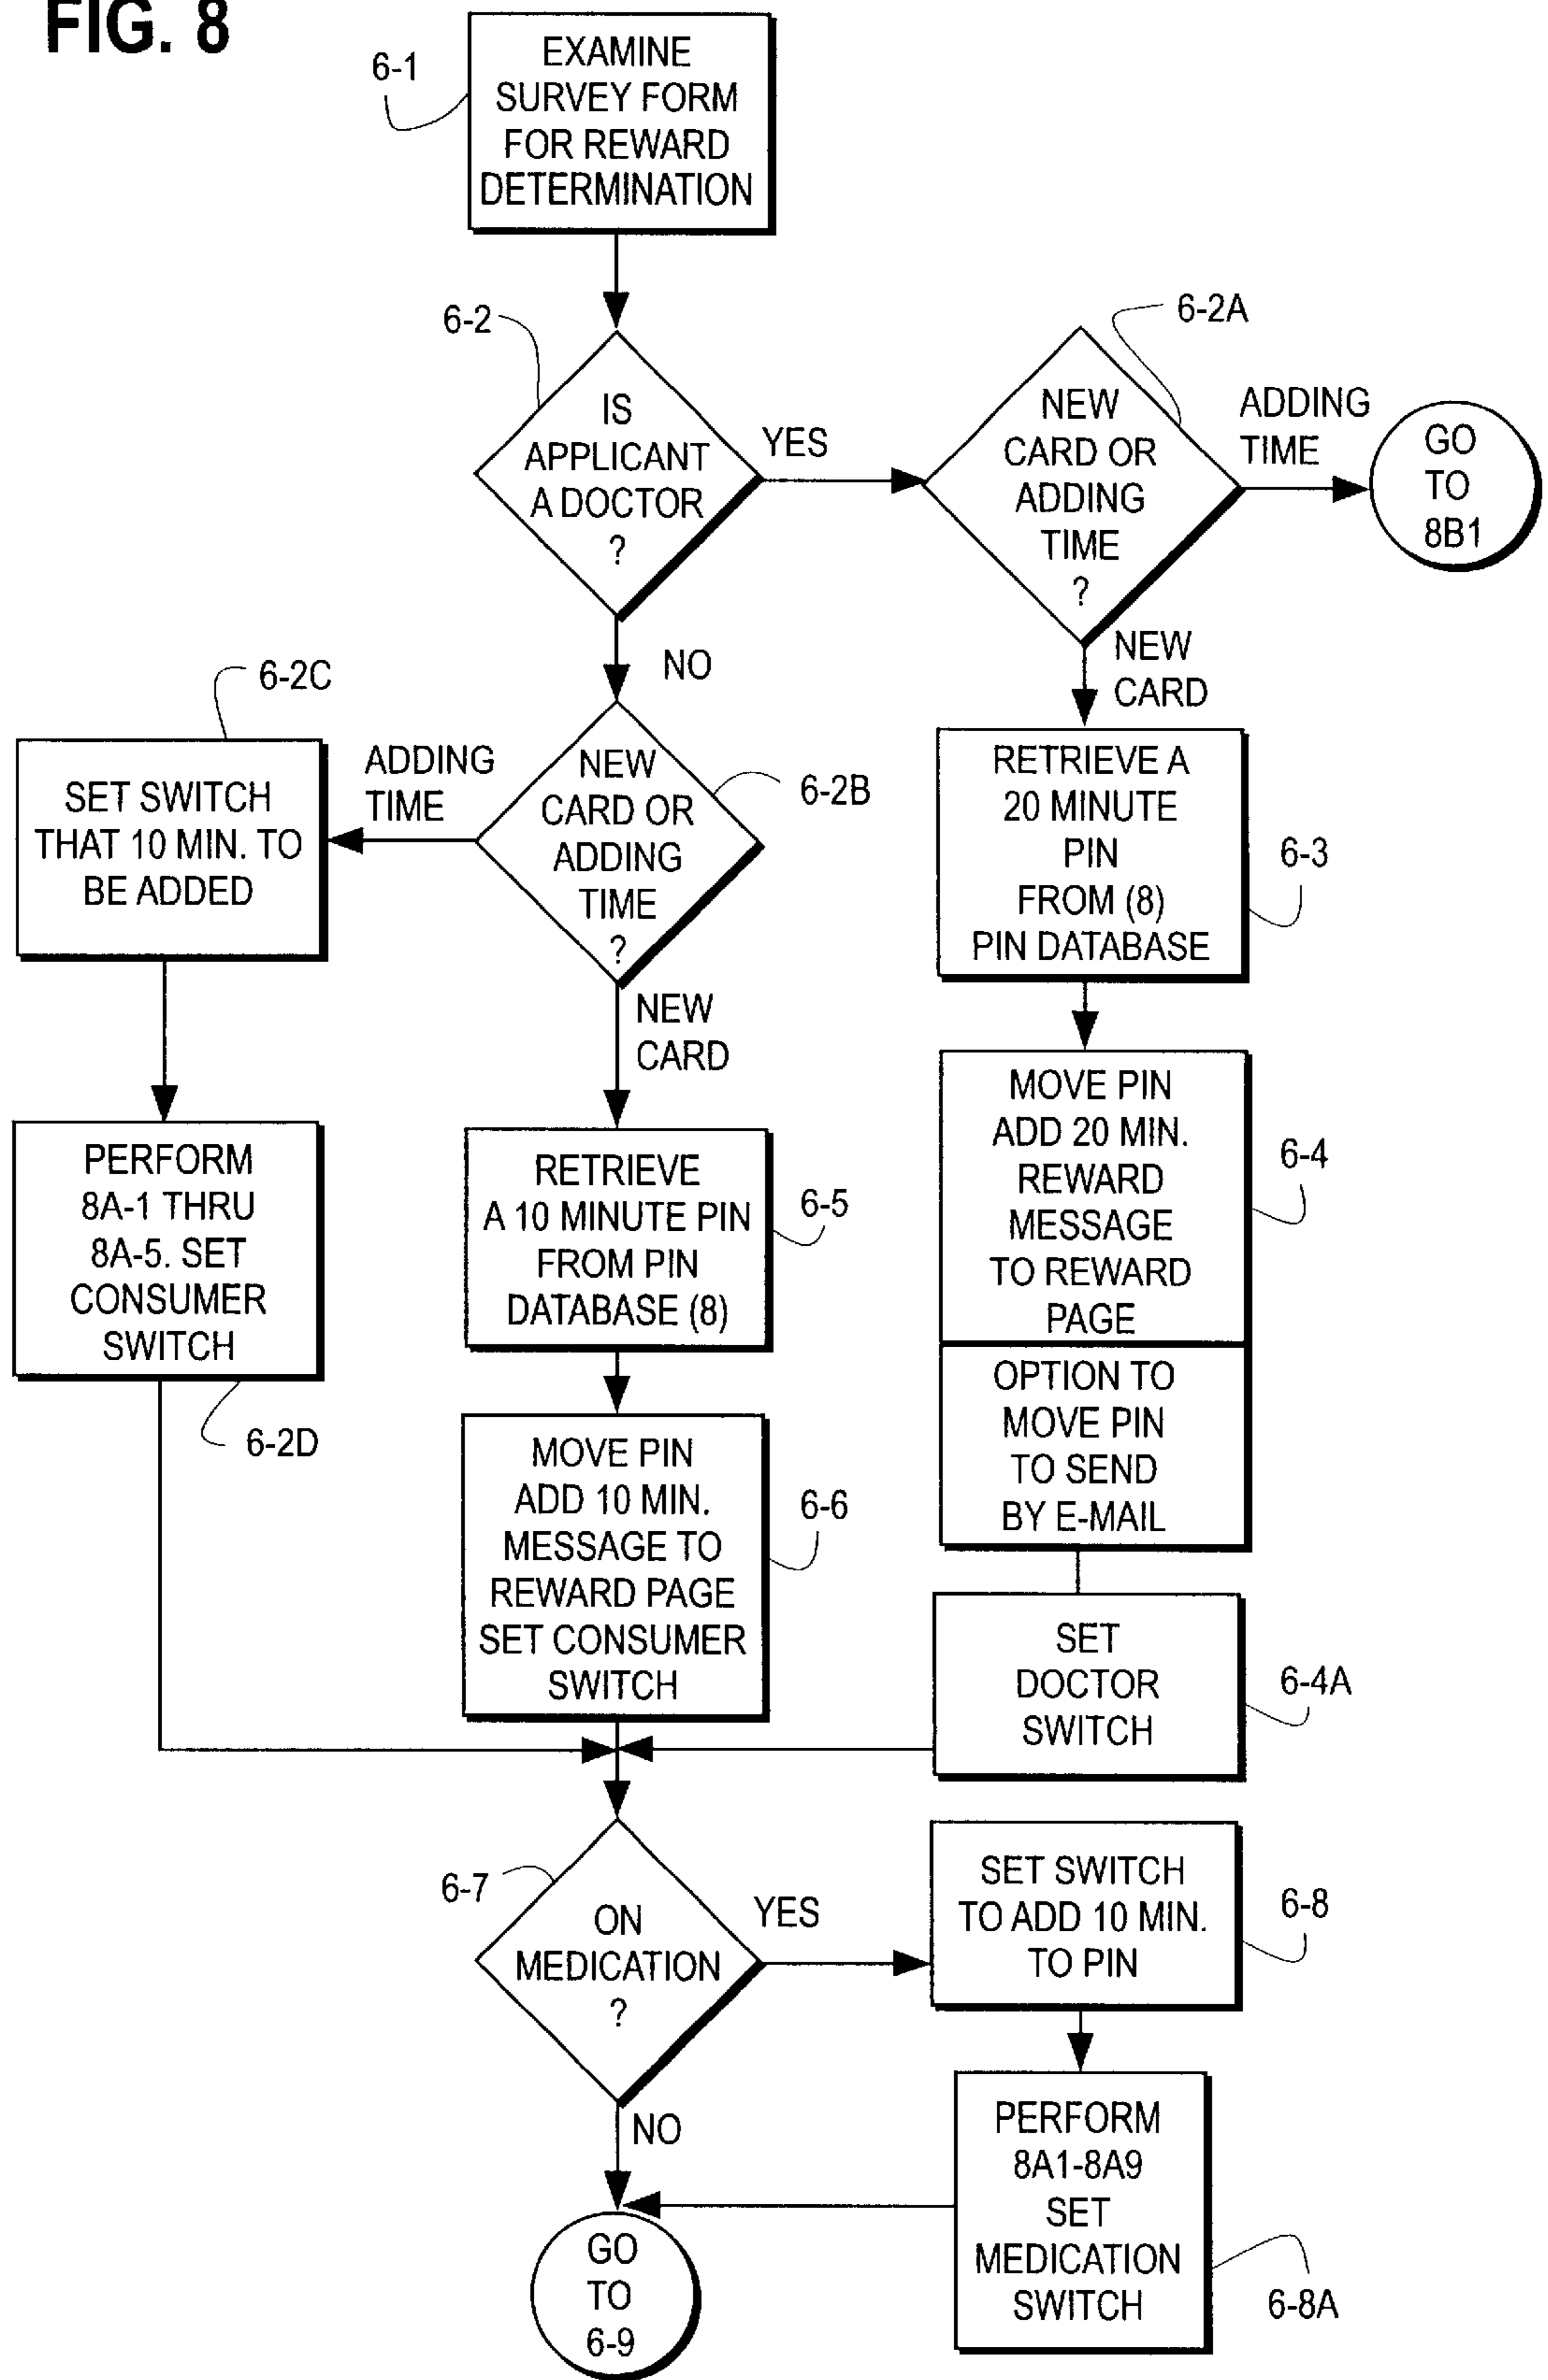 FIG. 8
6-1
EXAMINE
SURVEY FORM
FOR REWARD
DETERMINATION
6-2
IS
APPLICANT
A DOCTOR
?
YES
6-2A
NEW
CARD OR
ADDING
TIME
?
ADDING
TIME
GO
TO
8B1
NO
NEW
CARD
6-2C
SET SWITCH
THAT 10 MIN. TO
BE ADDED
ADDING
TIME
NEW
CARD OR
ADDING
TIME
?
6-2B
RETRIEVE A
20 MINUTE
PIN
FROM (8)
PIN DATABASE
6-3
NEW
CARD
PERFORM
8A-1 THRU
8A-5. SET
CONSUMER
SWITCH
6-2D
RETRIEVE
A 10 MINUTE PIN
FROM PIN
DATABASE (8)
6-5
MOVE PIN
ADD 20 MIN.
REWARD
MESSAGE
TO REWARD
PAGE
6-4
OPTION TO
MOVE PIN
TO SEND
BY E-MAIL
MOVE PIN
ADD 10 MIN.
MESSAGE TO
REWARD PAGE
SET CONSUMER
SWITCH
6-6
SET
DOCTOR
SWITCH
6-4A
6-7
ON
MEDICATION
?
YES
SET SWITCH
TO ADD 10 MIN.
TO PIN
6-8
NO
PERFORM
8A1-8A9
SET
MEDICATION
SWITCH
6-8A
GO
TO
6-9